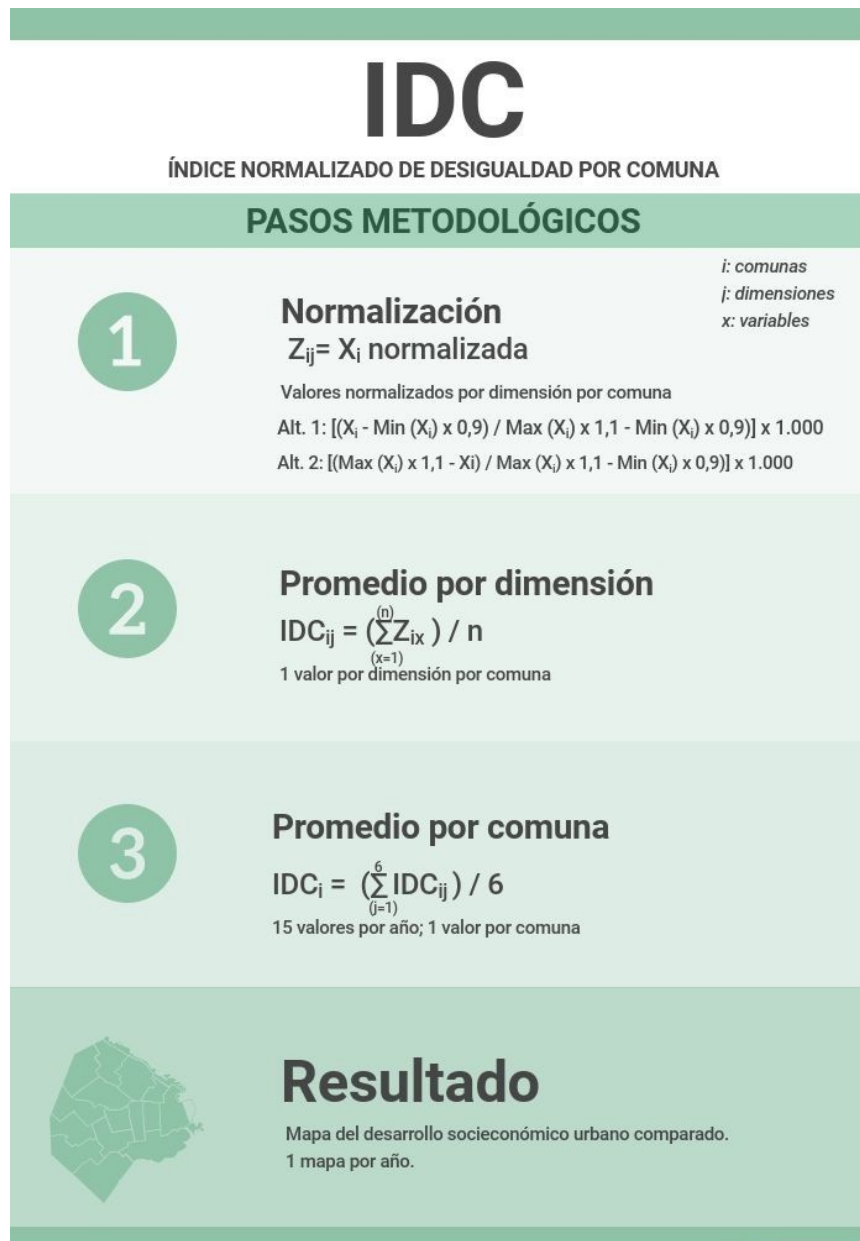 IDC
ÍNDICE NORMALIZADO DE DESIGUALDAD POR COMUNA
PASOS METODOLÓGICOS
i: comunas
j: dimensiones
x: variables
1
Normalización
Zij= Xi normalizada
Valores normalizados por dimensión por comuna
Alt. 1: [(Xi - Min (Xi) x 0,9) / Max (Xi) x 1,1 - Min (Xi) x 0,9)] x 1.000
Alt. 2: [(Max (Xi) x 1,1 - Xi) / Max (Xi) x 1,1 - Min (Xi) x 0,9)] x 1.000
2
Promedio por dimensión
(n)
IDCij = (ΣZix ) / n
(x=1)
1 valor por dimensión por comuna
3
Promedio por comuna
6
IDCi = (Σ IDCij ) / 6
(j=1)
15 valores por año; 1 valor por comuna
Resultado
Mapa del desarrollo socieconómico urbano comparado.
1 mapa por año.